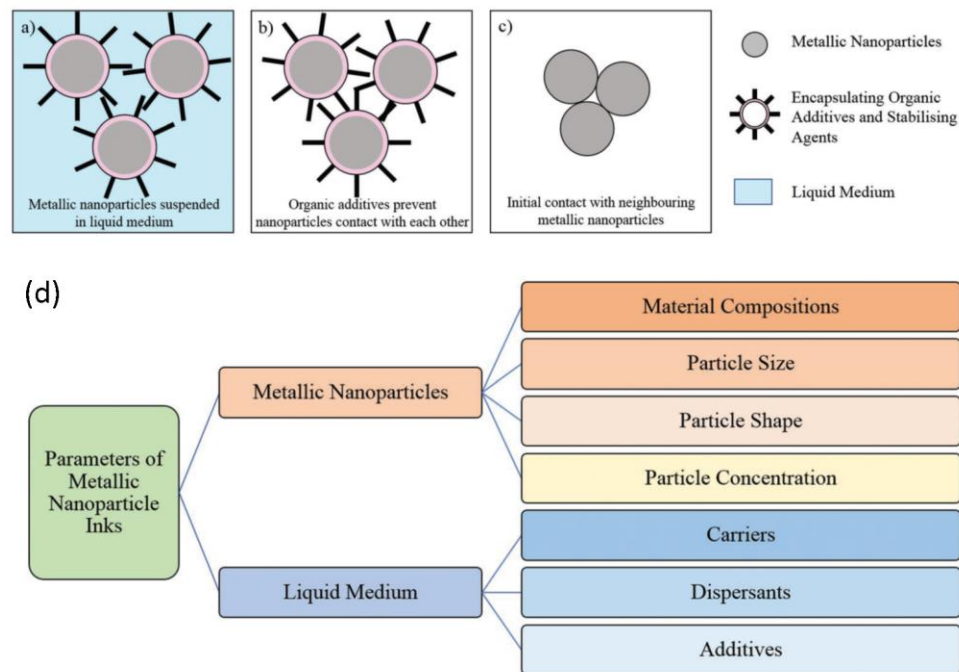 a)
Metallic nanoparticles suspended
in liquid medium
b)
Organic additives prevent
nanoparticles contact with each other
c)
Initial contact with neighbouring
metallic nanoparticles
Metallic Nanoparticles
Encapsulating Organic
Additives and Stabilising
Agents
Liquid Medium
(d)
Parameters of
Metallic
Nanoparticle
Inks
Metallic Nanoparticles
Material Compositions
Particle Size
Particle Shape
Particle Concentration
Liquid Medium
Carriers
Dispersants
Additives